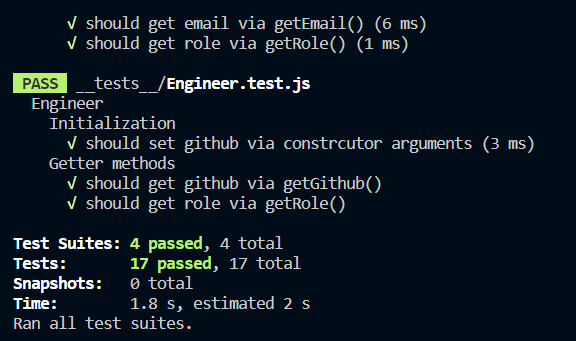 √ should get email via getEmail() (6 ms)
√ should get role via getRole() (1 ms)
PASS __tests__/Engineer.test.js
Engineer
Initialization
√ should set github via constrcutor arguments (3 ms)
Getter methods
√ should get github via getGithub()
√ should get role via getRole()
Test Suites: 4 passed, 4 total
Tests: 17 passed, 17 total
Snapshots: 0 total
Time: 1.8 s, estimated 2 s
Ran all test suites.